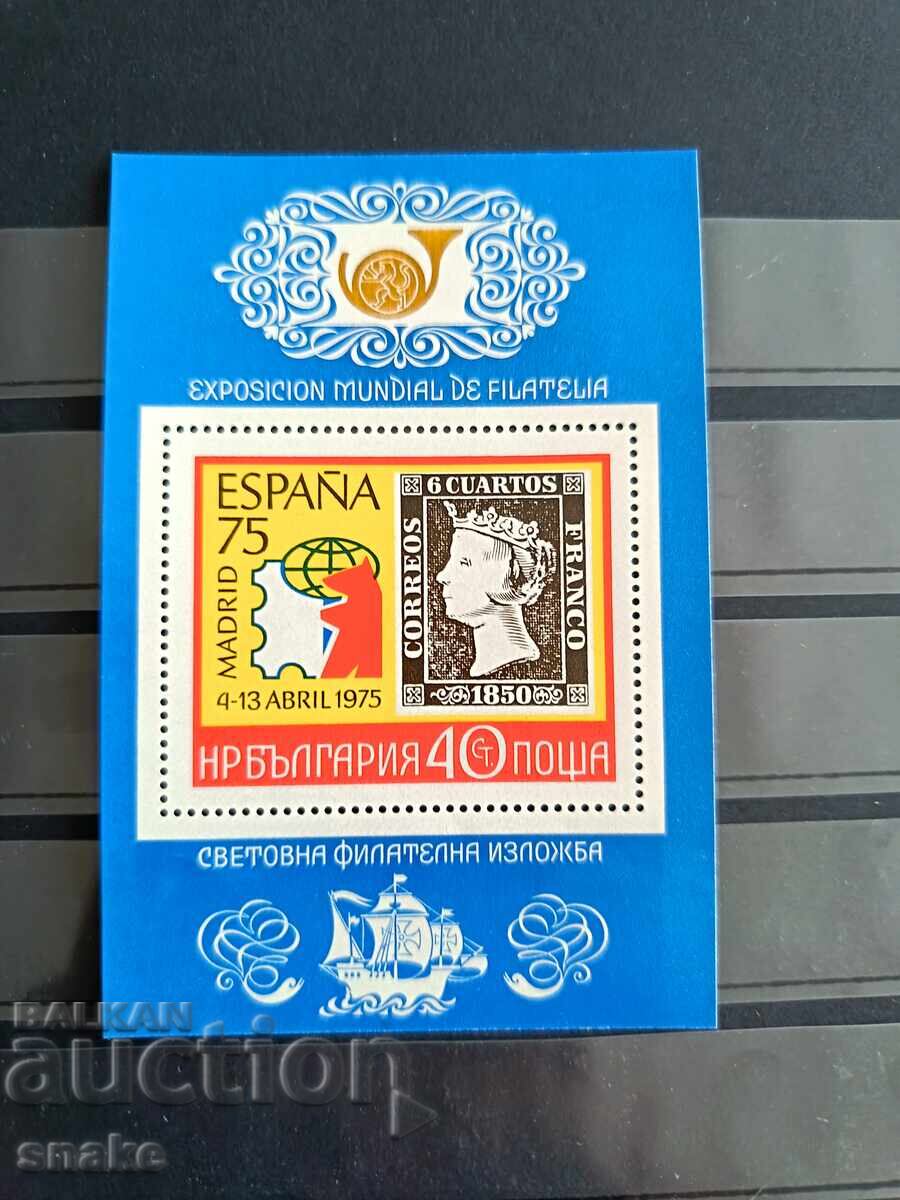 EXPOSICION MUNDIAL DE FILATELIA
ESPAÑA
75
MADRID
4-13 ABRIL 1975
6 CUARTOS
CORREOS
FRANCO
1850
НРБЪЛГАРИЯ 40 СТ. ПОЩА
СВЕТОВНА ФИЛАТЕЛНА ИЗЛОЖБА
BALKAN
auction
snake